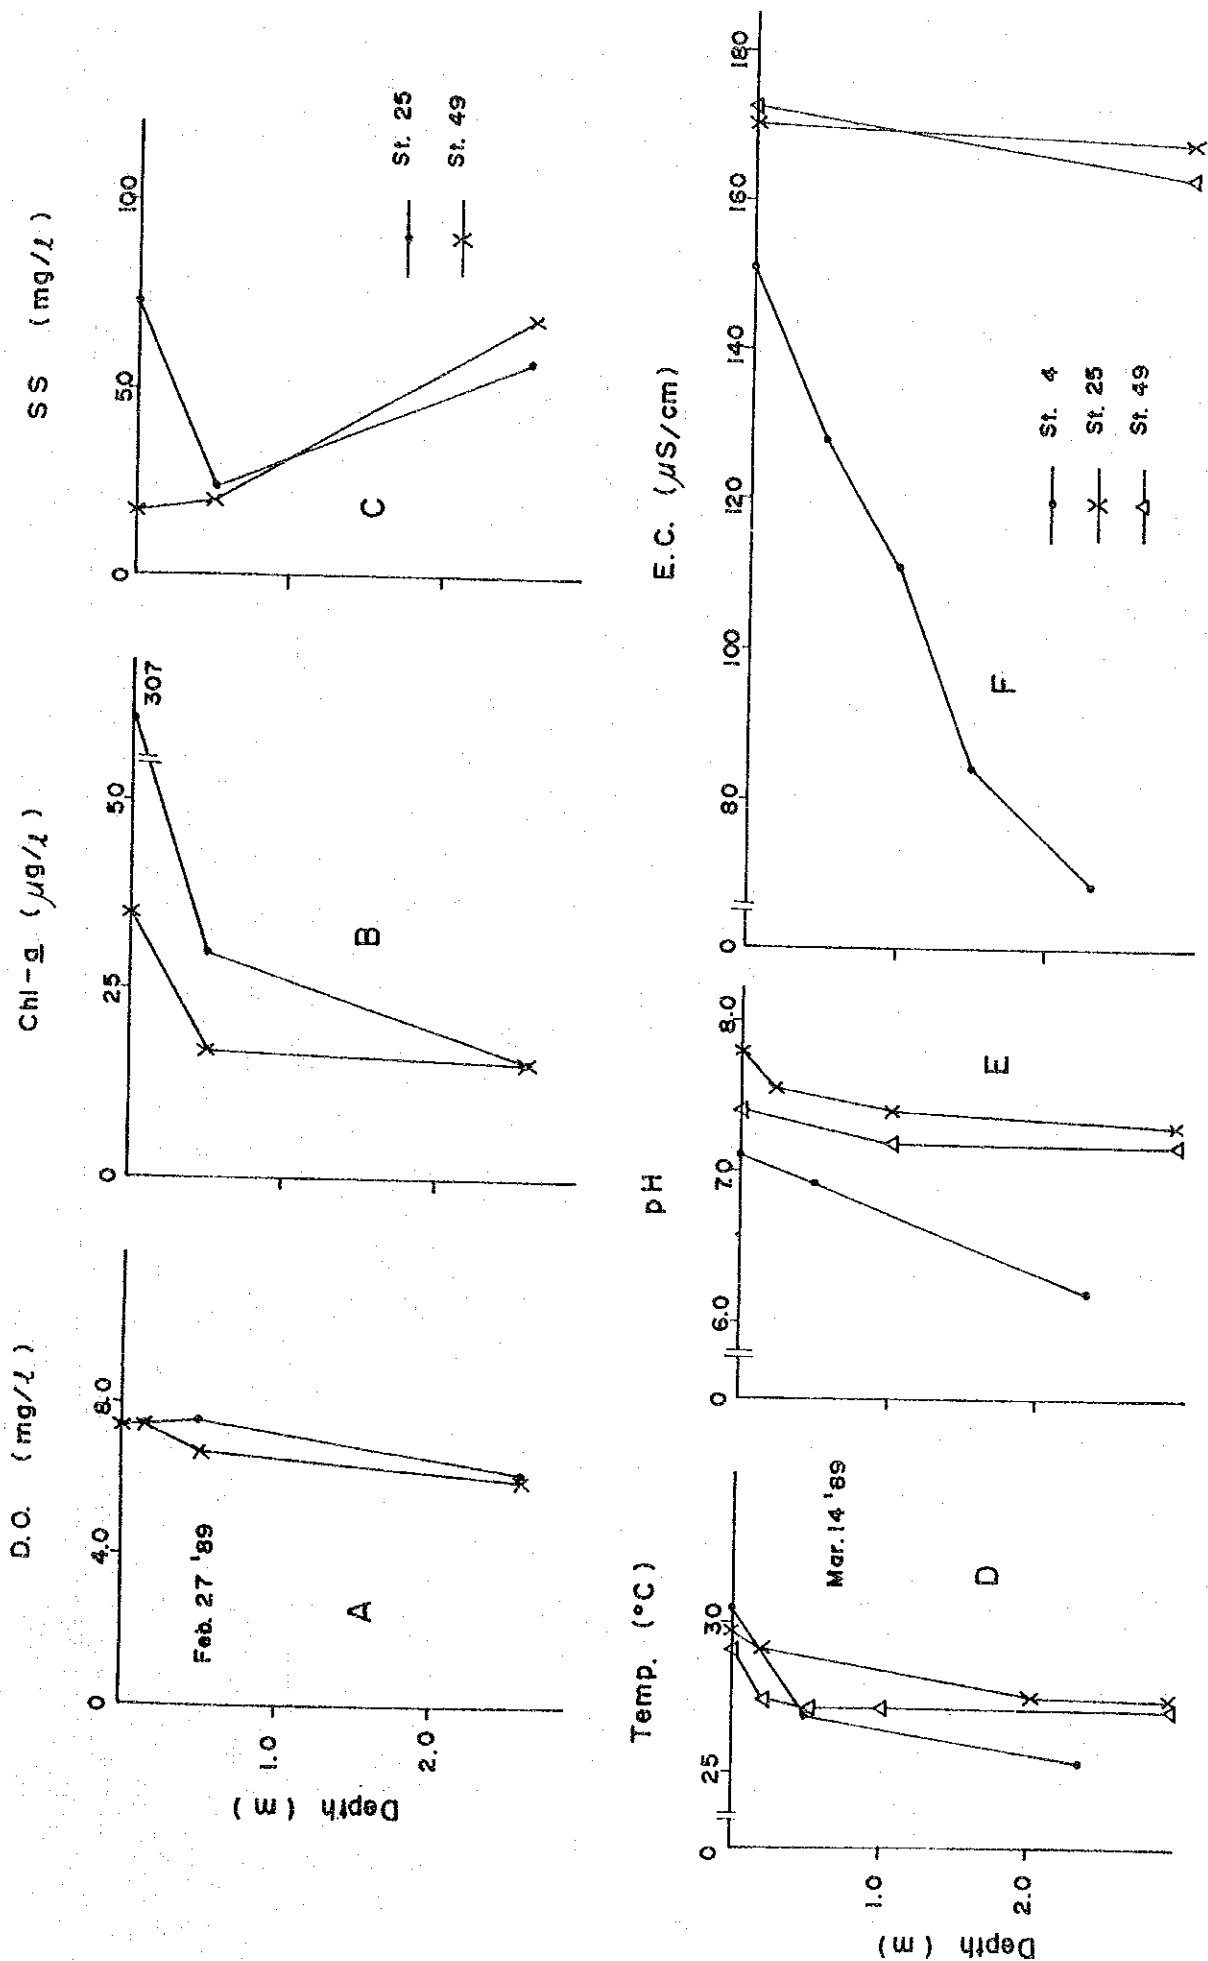 D.O. (mg/l)
0
4.0
8.0
Depth (m)
1.0
2.0
Feb. 27 '89
A
Chl-a (µg/l)
0
25
50
307
B
SS (mg/l)
0
50
100
C
St. 25
St. 49
Temp. (°C)
0
25
30
Depth (m)
1.0
2.0
Mar. 14 '89
D
pH
0
6.0
7.0
8.0
E
E.C. (µS/cm)
0
80
100
120
140
160
180
F
St. 4
St. 25
St. 49